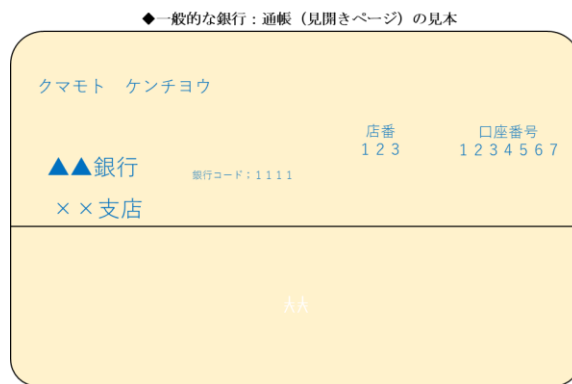 ◆一般的な銀行：通帳（見開きページ）の見本
クマモト　ケンチヨウ
店番　口座番号
１２３　１２３４５６７
▲▲銀行　銀行コード；１１１１
××支店
人人